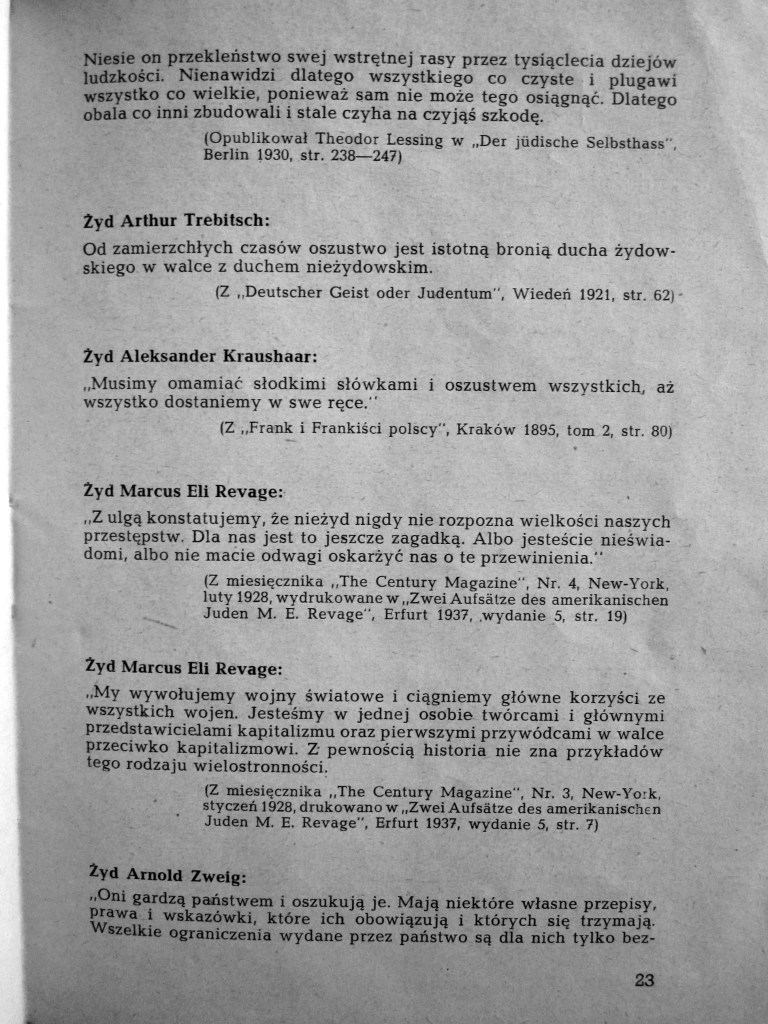 Niesie on przekleństwo swej wstrętnej rasy przez tysiąclecia dziejów
ludzkości. Nienawidzi dlatego wszystkiego co czyste i plugawi
wszystko co wielkie, ponieważ sam nie może tego osiągnąć. Dlatego
obala co inni zbudowali i stale czyha na czyjąś szkodę.
(Opublikował Theodor Lessing w „Der jüdische Selbsthass",
Berlin 1930, str. 238—247)
Żyd Arthur Trebitsch:
Od zamierzchłych czasów oszustwo jest istotną bronią ducha żydow-
skiego w walce z duchem nieżydowskim.
(Z „Deutscher Geist oder Judentum", Wiedeń 1921, str. 62)
Żyd Aleksander Kraushaar:
„Musimy omamiać słodkimi słówkami i oszustwem wszystkich, aż
wszystko dostaniemy w swe ręce."
(Z „Frank i Frankiści polscy", Kraków 1895, tom 2, str. 80)
Żyd Marcus Eli Revage:
„Z ulgą konstatujemy, że nieżyd nigdy nie rozpozna wielkości naszych
przestępstw. Dla nas jest to jeszcze zagadką. Albo jesteście nieświa-
domi, albo nie macie odwagi oskarżyć nas o te przewinienia."
(Z miesięcznika „The Century Magazine", Nr. 4, New-York,
luty 1928, wydrukowane w „Zwei Aufsätze des amerikanischen
Juden M. E. Revage", Erfurt 1937, wydanie 5, str. 19)
Żyd Marcus Eli Revage:
„My wywołujemy wojny światowe i ciągniemy główne korzyści ze
wszystkich wojen. Jesteśmy w jednej osobie twórcami i głównymi
przedstawicielami kapitalizmu oraz pierwszymi przywódcami w walce
przeciwko kapitalizmowi. Z pewnością historia nie zna przykładów
tego rodzaju wielostronności.
(Z miesięcznika „The Century Magazine", Nr. 3, New-York,
styczeń 1928, drukowano w „Zwei Aufsätze des amerikanischen
Juden M. E. Revage", Erfurt 1937, wydanie 5, str. 7)
Żyd Arnold Zweig:
„Oni gardzą państwem i oszukują je. Mają niektóre własne przepisy,
prawa i wskazówki, które ich obowiązują i których się trzymają.
Wszelkie ograniczenia wydane przez państwo są dla nich tylko bez-
23